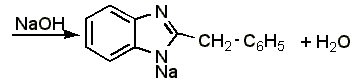 NaOH
N
CH₂-C₆H₅ + H₂O
N
Na